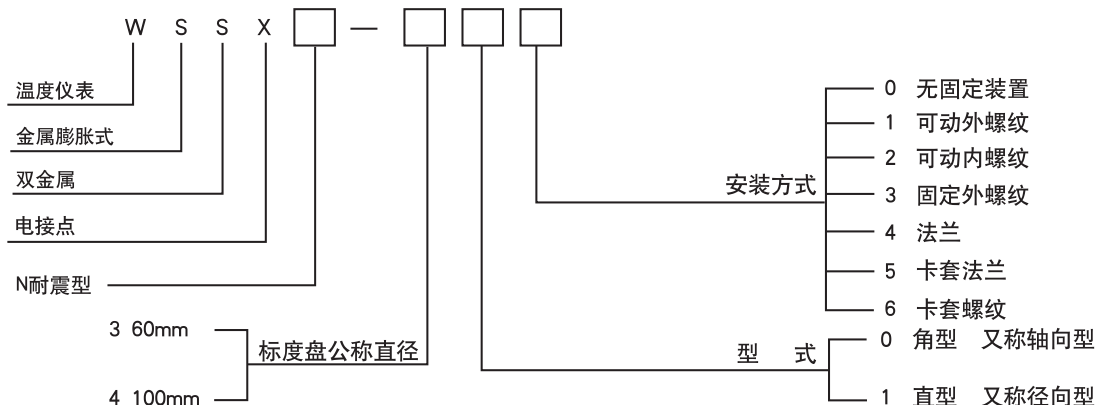 W S S X □ — □ □ □
温度仪表
金属膨胀式
双金属
电接点
N耐震型
3 60mm
4 100mm
标度盘公称直径
安装方式
0 无固定装置
1 可动外螺纹
2 可动内螺纹
3 固定外螺纹
4 法兰
5 卡套法兰
6 卡套螺纹
型 式
0 角型 又称轴向型
1 直型 又称径向型